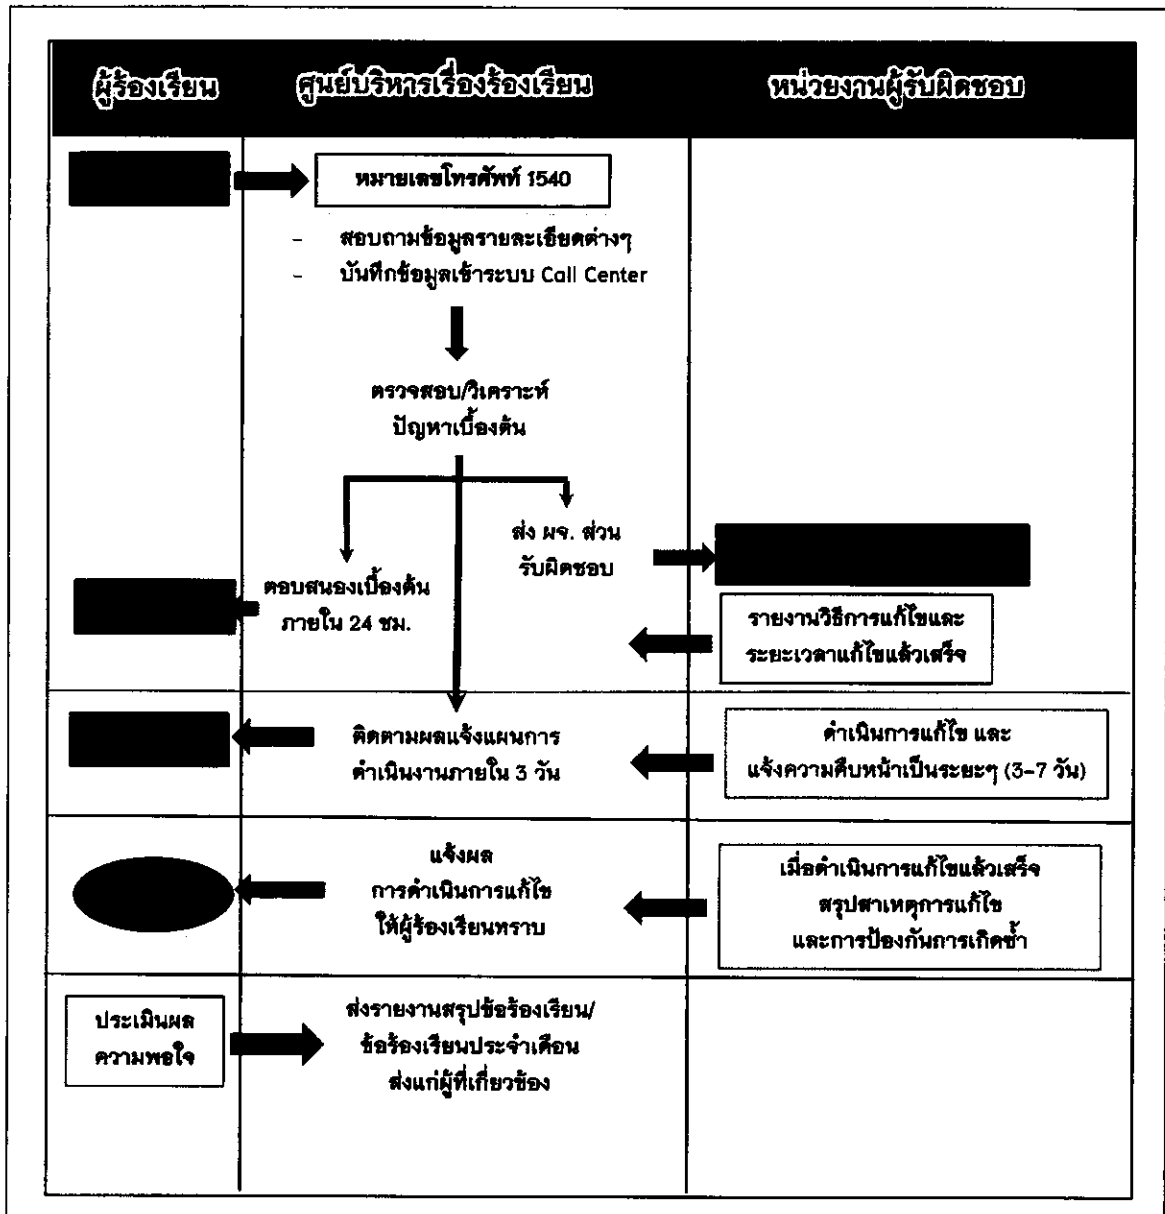 ผู้ร้องเรียน
ศูนย์บริหารเรื่องร้องเรียน
หน่วยงานผู้รับผิดชอบ
หมายเลขโทรศัพท์ 1540
- สอบถามข้อมูลรายละเอียดต่างๆ
- บันทึกข้อมูลเข้าระบบ Call Center
ตรวจสอบ/วิเคราะห์
ปัญหาเบื้องต้น
ส่ง ผจ. ส่วน
รับผิดชอบ
ตอบสนองเบื้องต้น
ภายใน 24 ชม.
รายงานวิธีการแก้ไขและ
ระยะเวลาแก้ไขแล้วเสร็จ
ติดตามผลแจ้งแผนการ
ดำเนินงานภายใน 3 วัน
ดำเนินการแก้ไข และ
แจ้งความคืบหน้าเป็นระยะๆ (3-7 วัน)
แจ้งผล
การดำเนินการแก้ไข
ให้ผู้ร้องเรียนทราบ
เมื่อดำเนินการแก้ไขแล้วเสร็จ
สรุปสาเหตุการแก้ไข
และการป้องกันการเกิดซ้ำ
ประเมินผล
ความพอใจ
ส่งรายงานสรุปข้อร้องเรียน/
ข้อร้องเรียนประจำเดือน
ส่งแก่ผู้ที่เกี่ยวข้อง